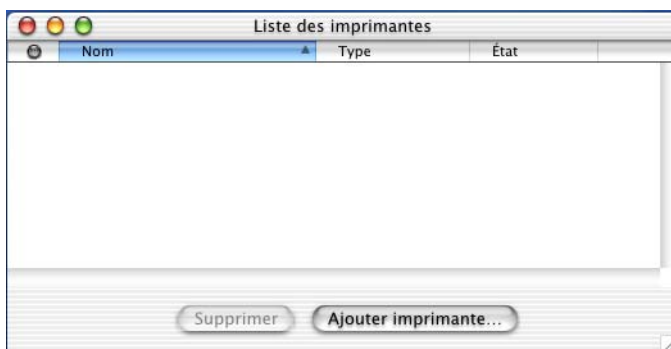 Liste des imprimantes
Nom Type État
Supprimer Ajouter imprimante...